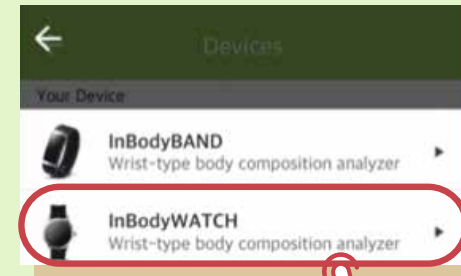 Devices
Your Device
InBodyBAND
Wrist-type body composition analyzer
InBodyWATCH
Wrist-type body composition analyzer